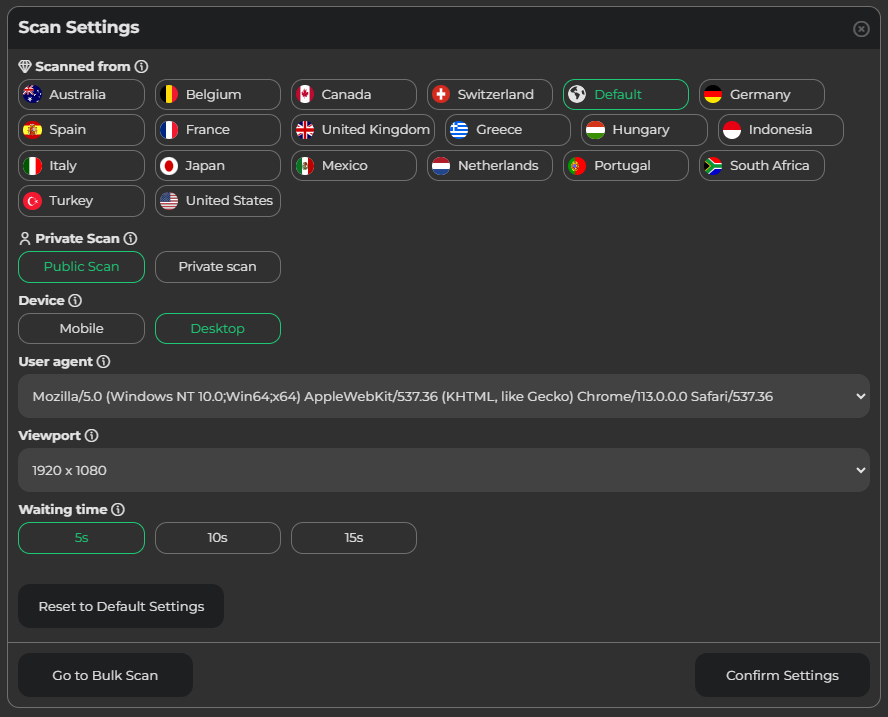 Scan Settings
Scanned from
Australia Belgium Canada Switzerland Default Germany
Spain France United Kingdom Greece Hungary Indonesia
Italy Japan Mexico Netherlands Portugal South Africa
Turkey United States
Private Scan
Public Scan Private scan
Device
Mobile Desktop
User agent
Mozilla/5.0 (Windows NT 10.0;Win64;x64) AppleWebKit/537.36 (KHTML, like Gecko) Chrome/113.0.0.0 Safari/537.36
Viewport
1920 x 1080
Waiting time
5s 10s 15s
Reset to Default Settings
Go to Bulk Scan Confirm Settings